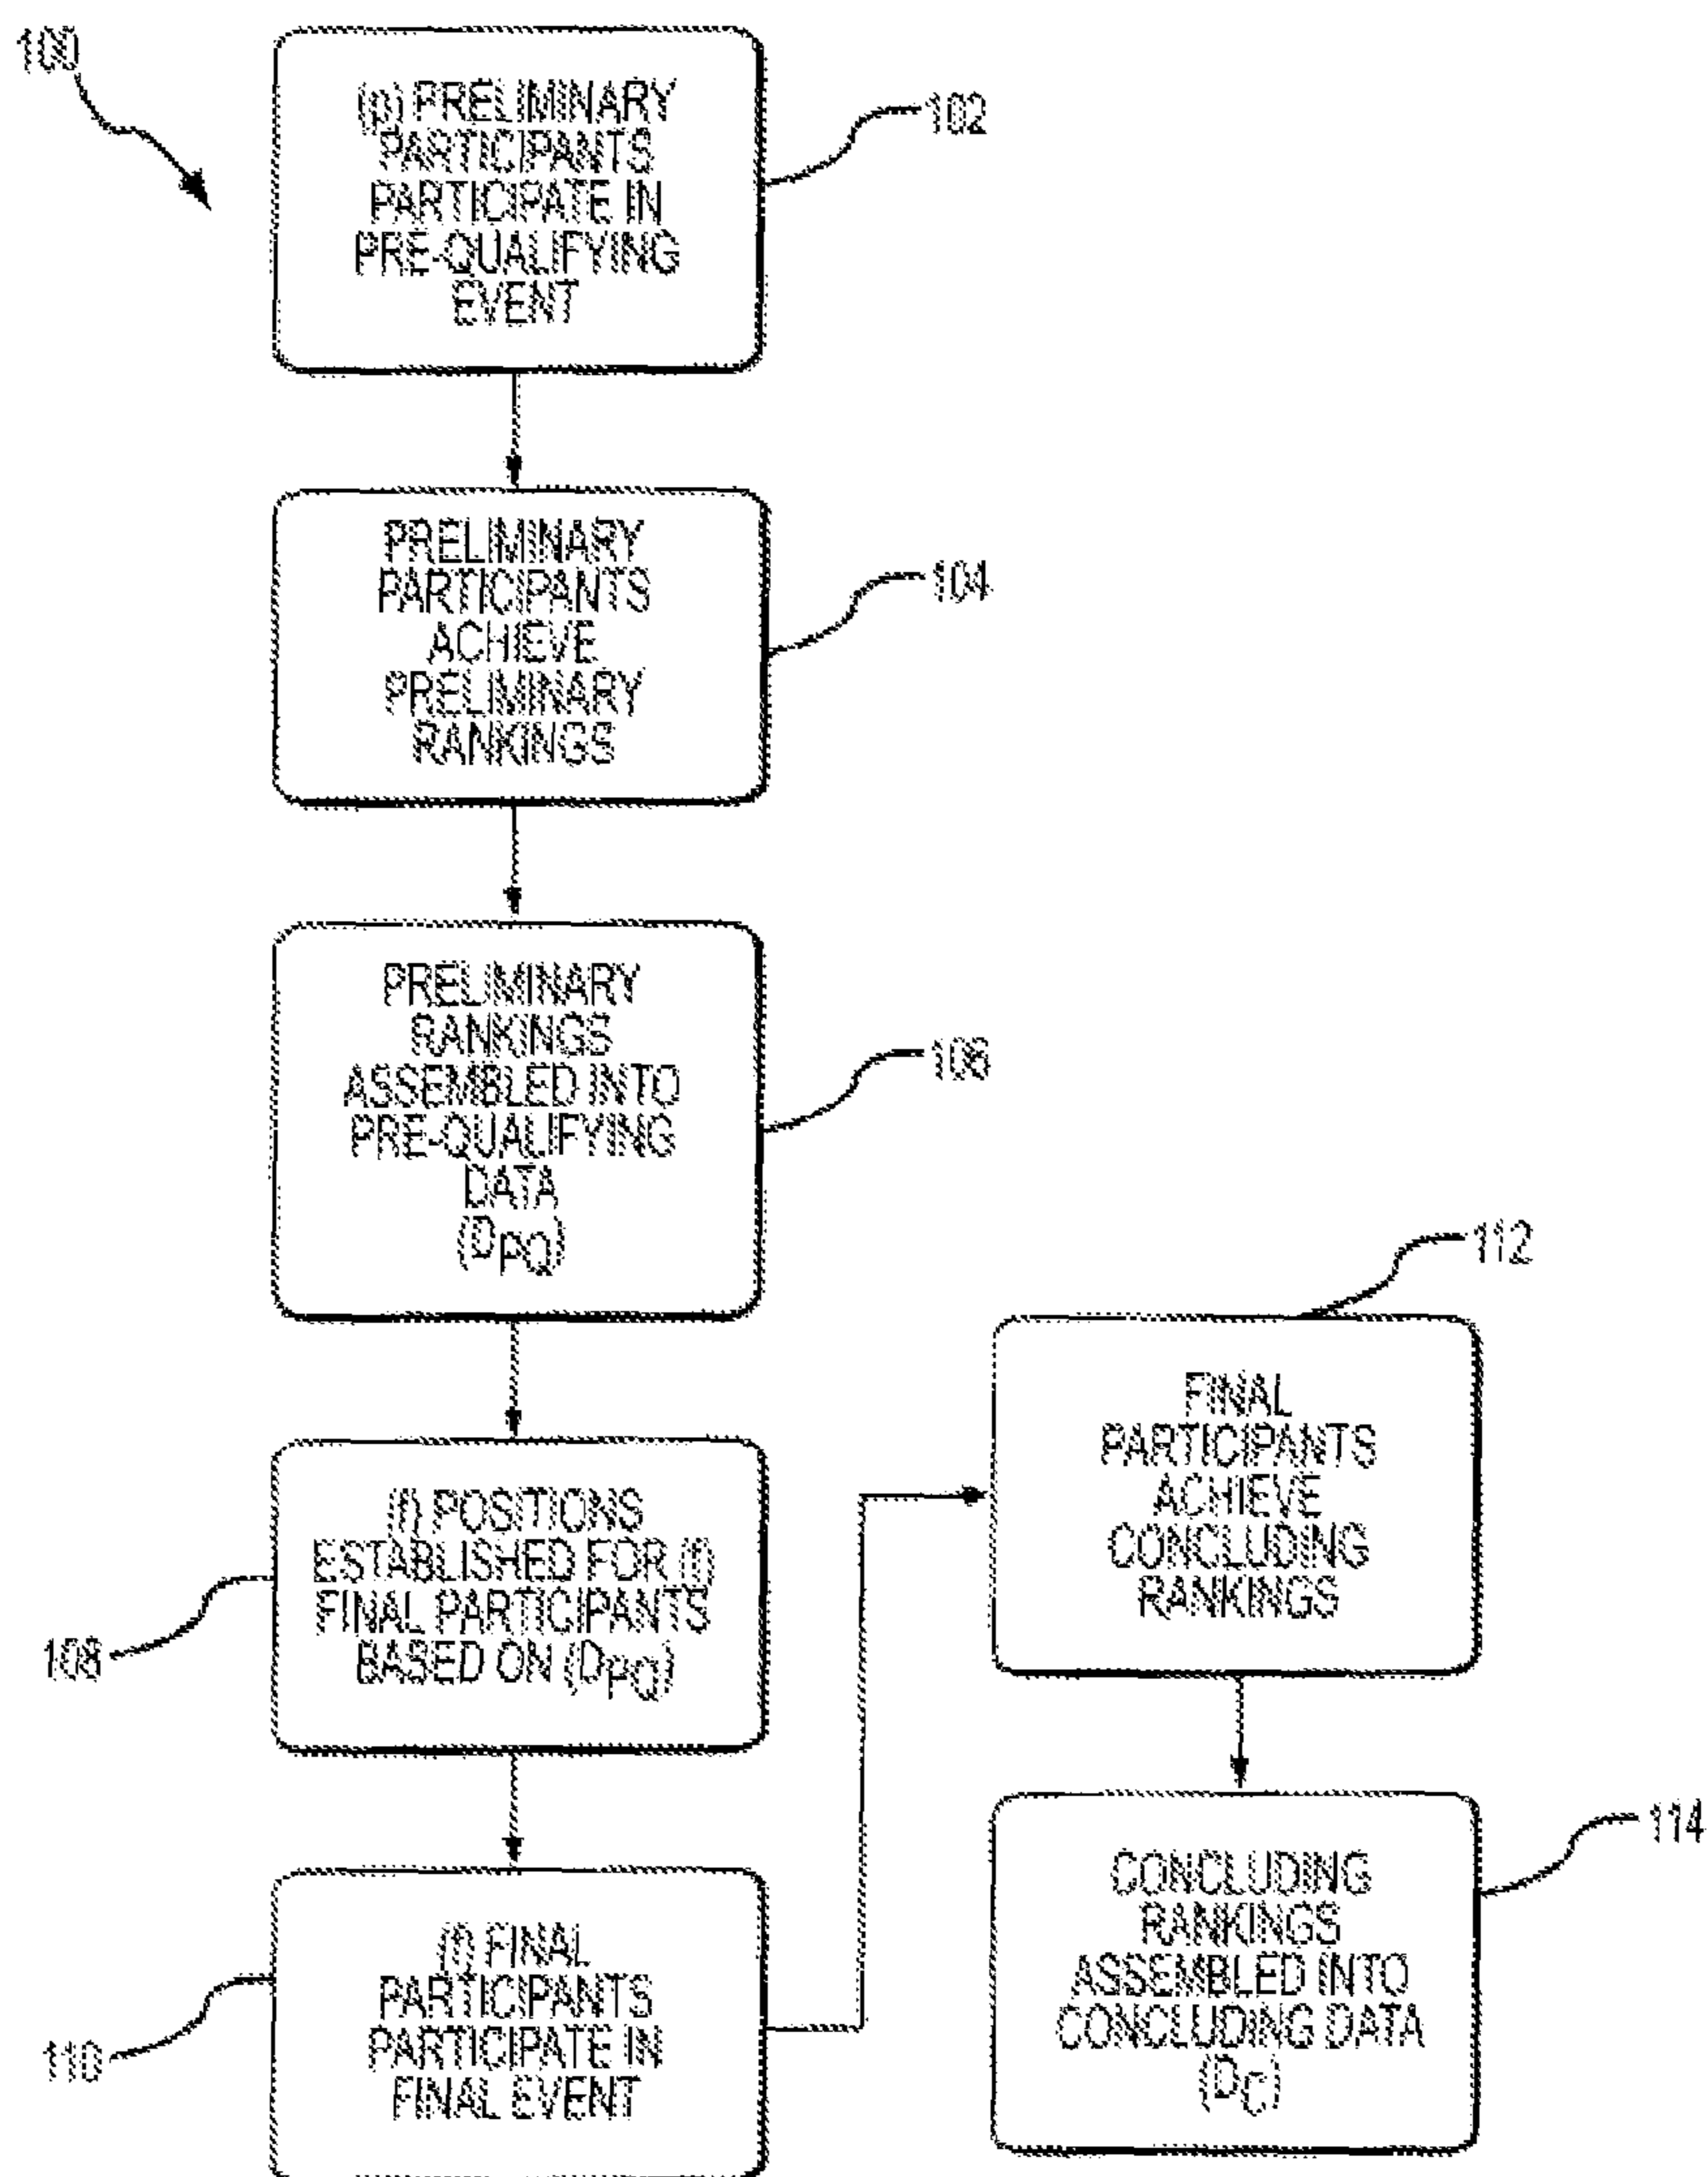 100
(p) PRELIMINARY
PARTICIPANTS
PARTICIPATE IN
PRE-QUALIFYING
EVENT
102
PRELIMINARY
PARTICIPANTS
ACHIEVE
PRELIMINARY
RANKINGS
104
PRELIMINARY
RANKINGS
ASSEMBLED INTO
PRE-QUALIFYING
DATA
(DPQ)
106
(f) POSITIONS
ESTABLISHED FOR (f)
FINAL PARTICIPANTS
BASED ON (DPQ)
108
(f) FINAL
PARTICIPANTS
PARTICIPATE IN
FINAL EVENT
110
112
FINAL
PARTICIPANTS
ACHIEVE
CONCLUDING
RANKINGS
CONCLUDING
RANKINGS
ASSEMBLED INTO
CONCLUDING DATA
(DC)
114